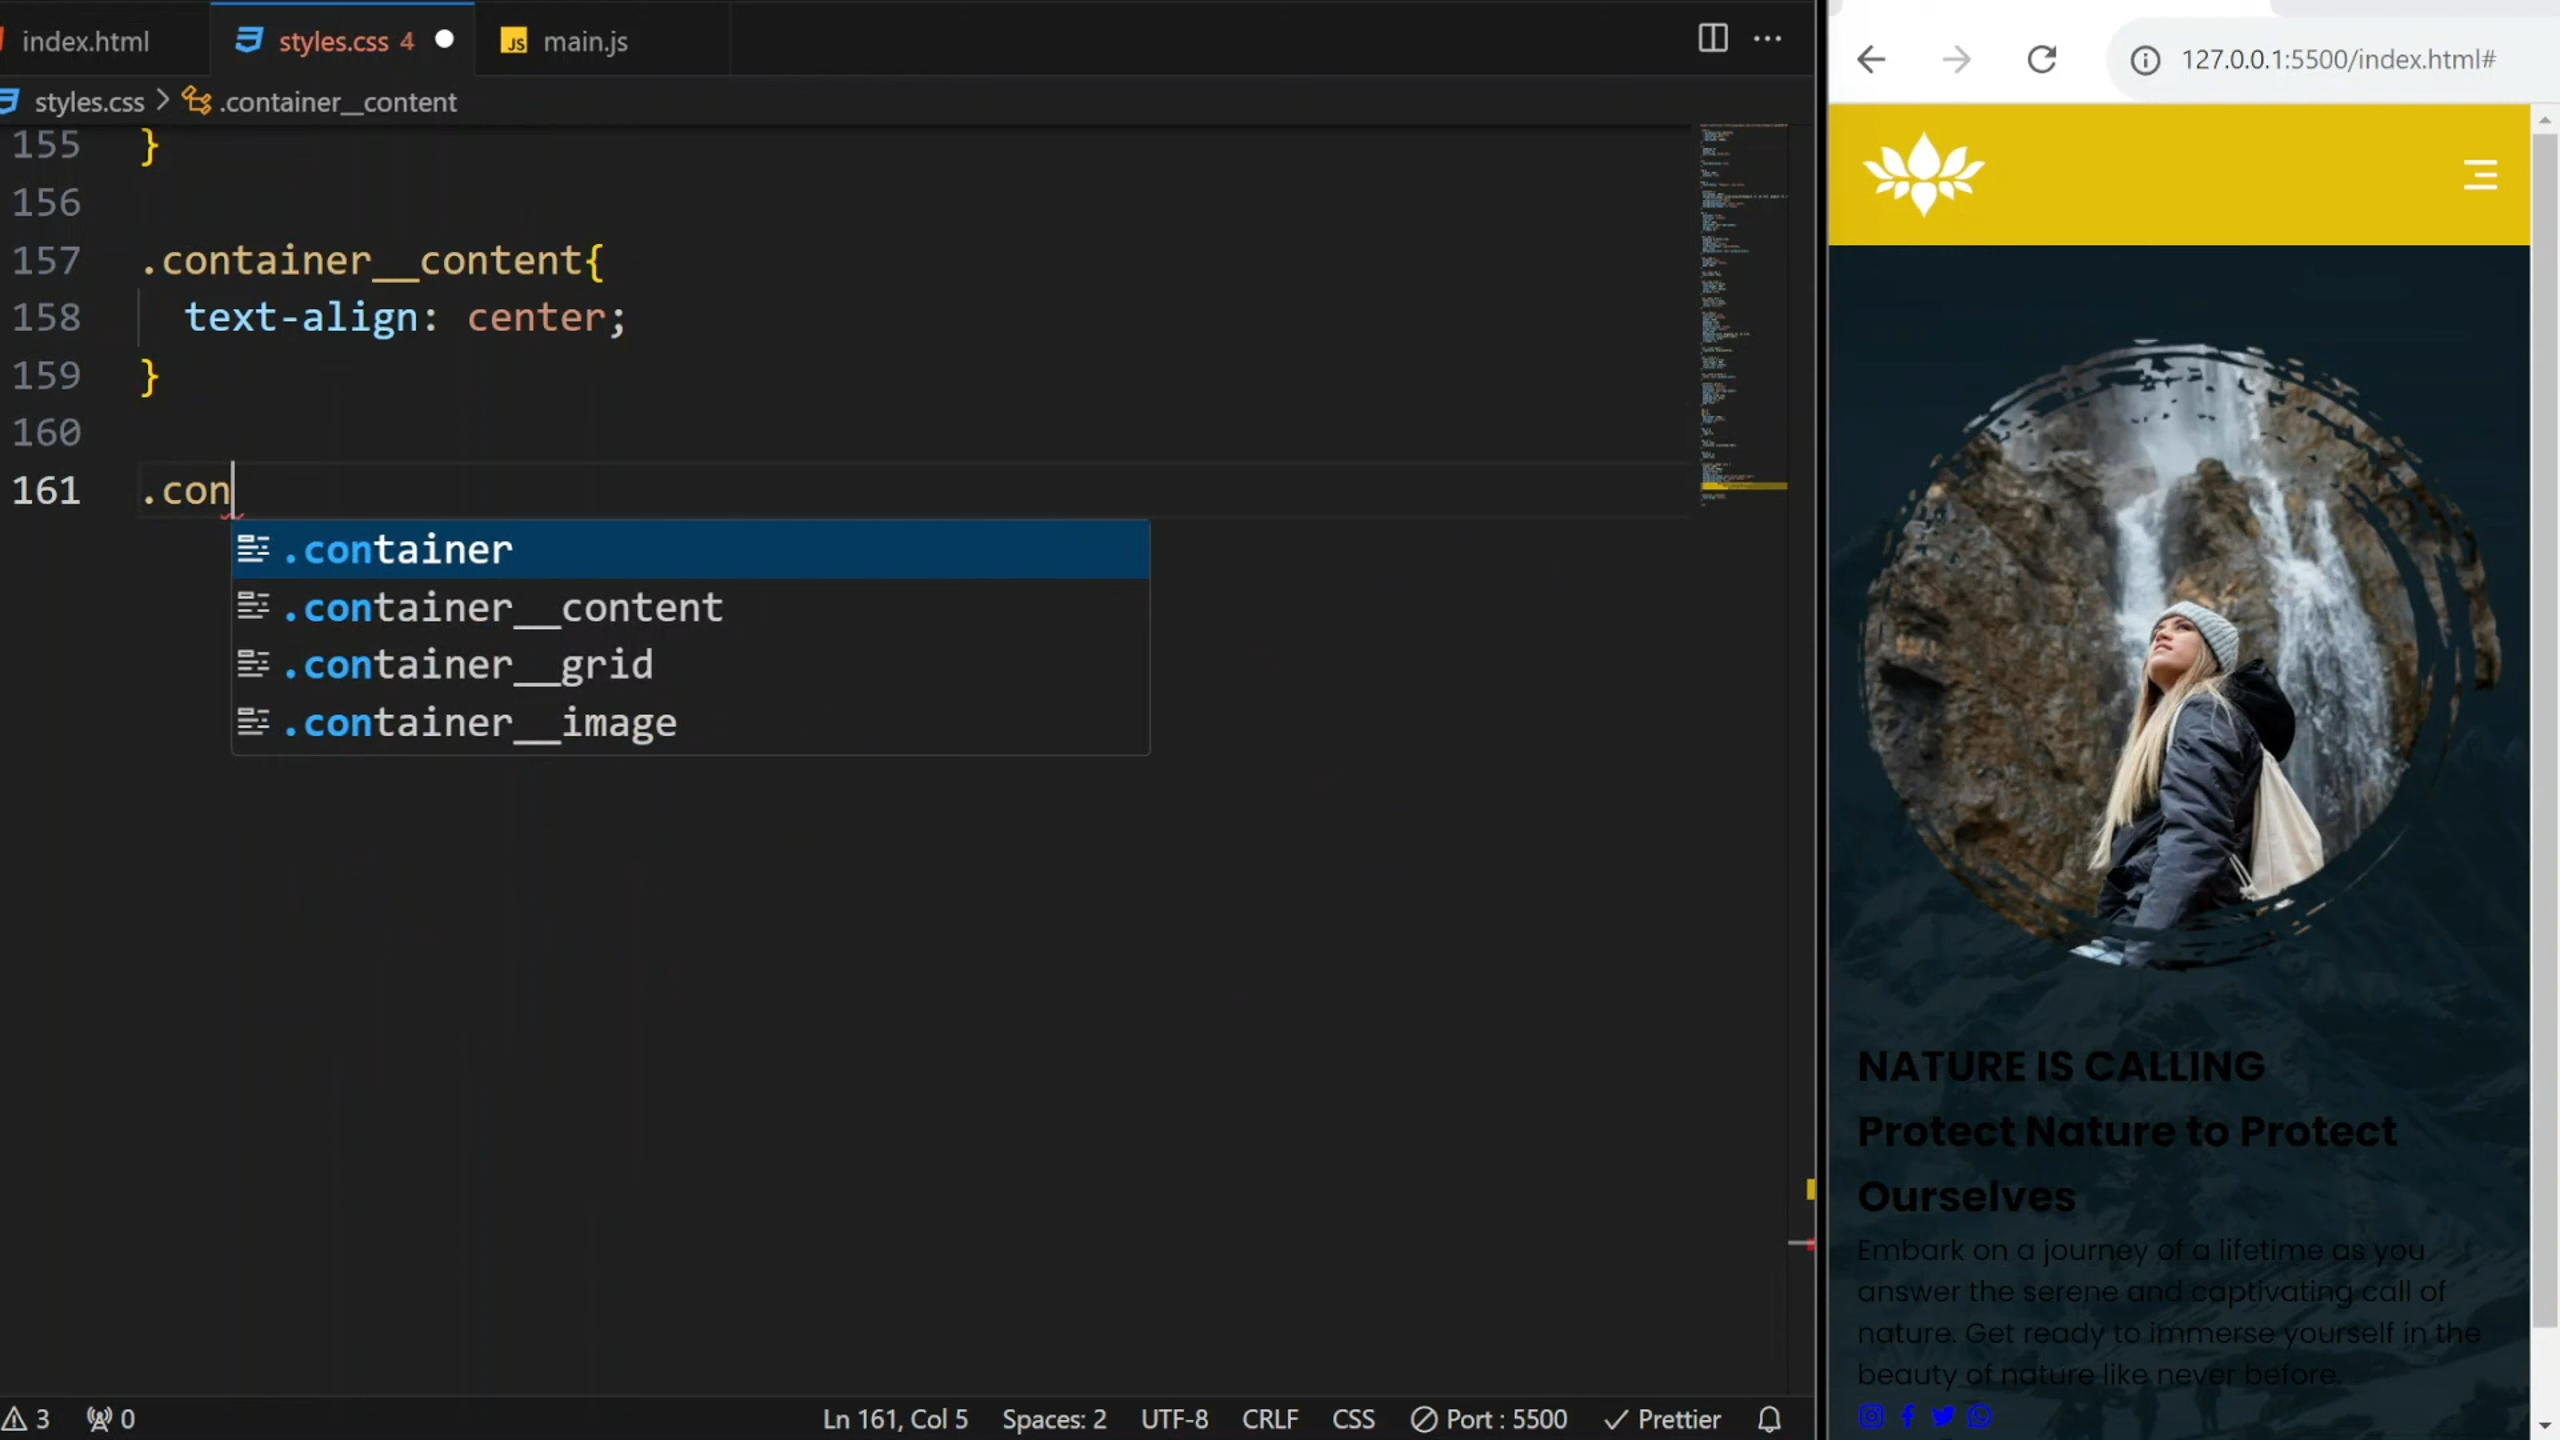 index.html
styles.css 4
JS main.js
styles.css > .container__content
155 }
156
157 .container__content{
158 text-align: center;
159 }
160
161 .con
.container
.container__content
.container__grid
.container__image
3 0 Ln 161, Col 5 Spaces: 2 UTF-8 CRLF CSS Port : 5500 Prettier
127.0.0.1:5500/index.html#
NATURE IS CALLING
Protect Nature to Protect
Ourselves
Embark on a journey of a lifetime as you
answer the serene and captivating call of
nature. Get ready to immerse yourself in the
beauty of nature like never before.